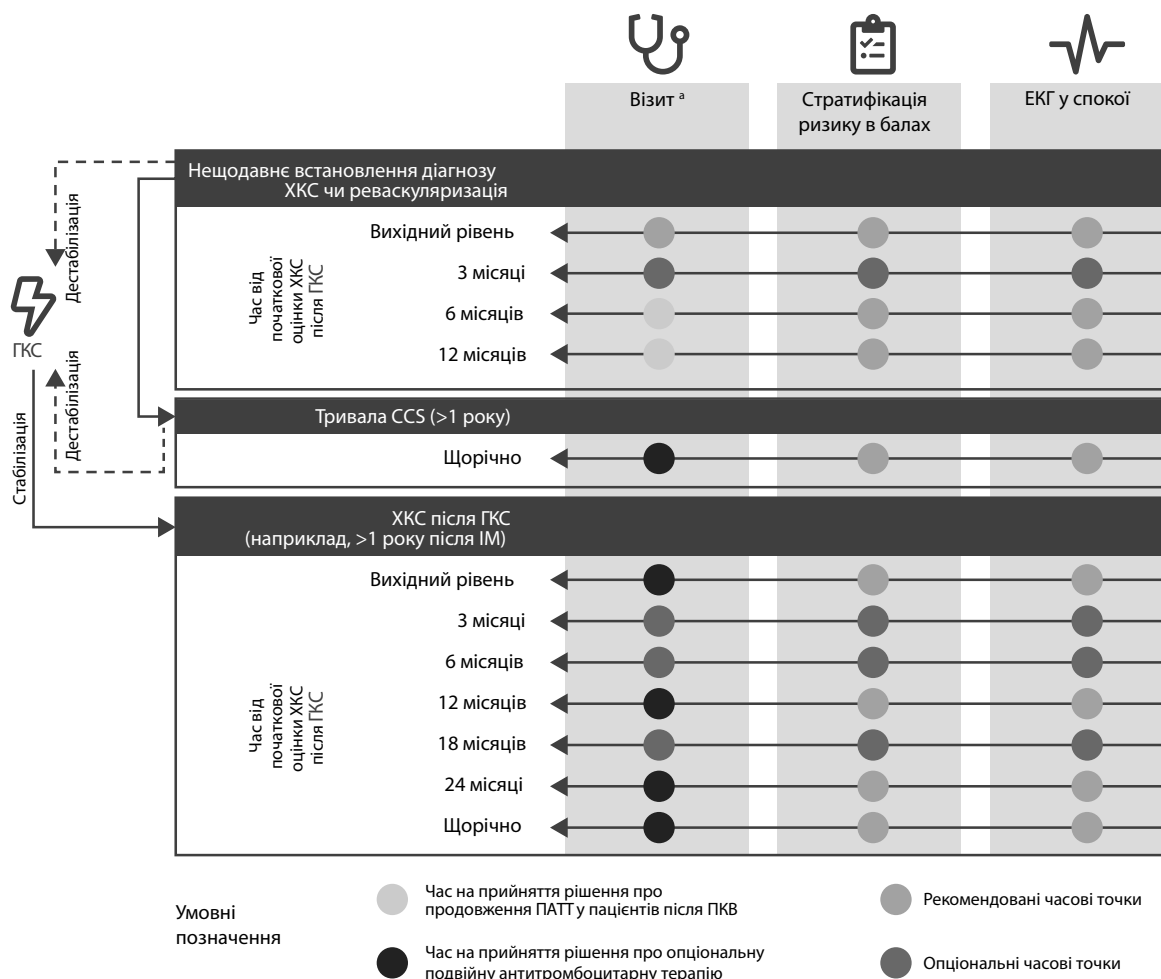 Візит a
Стратифікація
ризику в балах
ЕКГ у спокої
Нещодавнє встановлення діагнозу
ХКС чи реваскуляризація
Час від
початкової
оцінки ХКС
після ГКС
Вихідний рівень
3 місяці
6 місяців
12 місяців
Дестабілізація
ГКС
Дестабілізація
Стабілізація
Тривала CCS (>1 року)
Щорічно
ХКС після ГКС
(наприклад, >1 року після ІМ)
Час від
початкової
оцінки ХКС
після ГКС
Вихідний рівень
3 місяці
6 місяців
12 місяців
18 місяців
24 місяці
Щорічно
Умовні
позначення
Час на прийняття рішення про
продовження ПАТТ у пацієнтів після ПКВ
Час на прийняття рішення про опціональну
подвійну антитромбоцитарну терапію
Рекомендовані часові точки
Опціональні часові точки